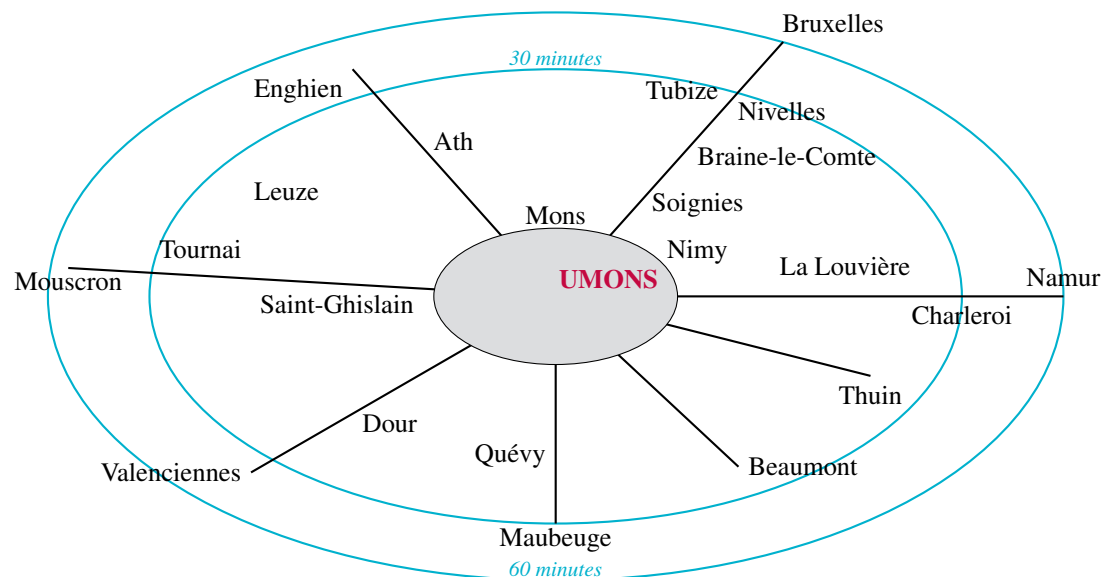 Bruxelles
30 minutes
Enghien
Tubize
Nivelles
Ath
Braine-le-Comte
Leuze
Soignies
Mons
Nimy
Tournai
La Louvière
UMONS
Mouscron
Namur
Saint-Ghislain
Charleroi
Thuin
Dour
Quévy
Valenciennes
Beaumont
Maubeuge
60 minutes